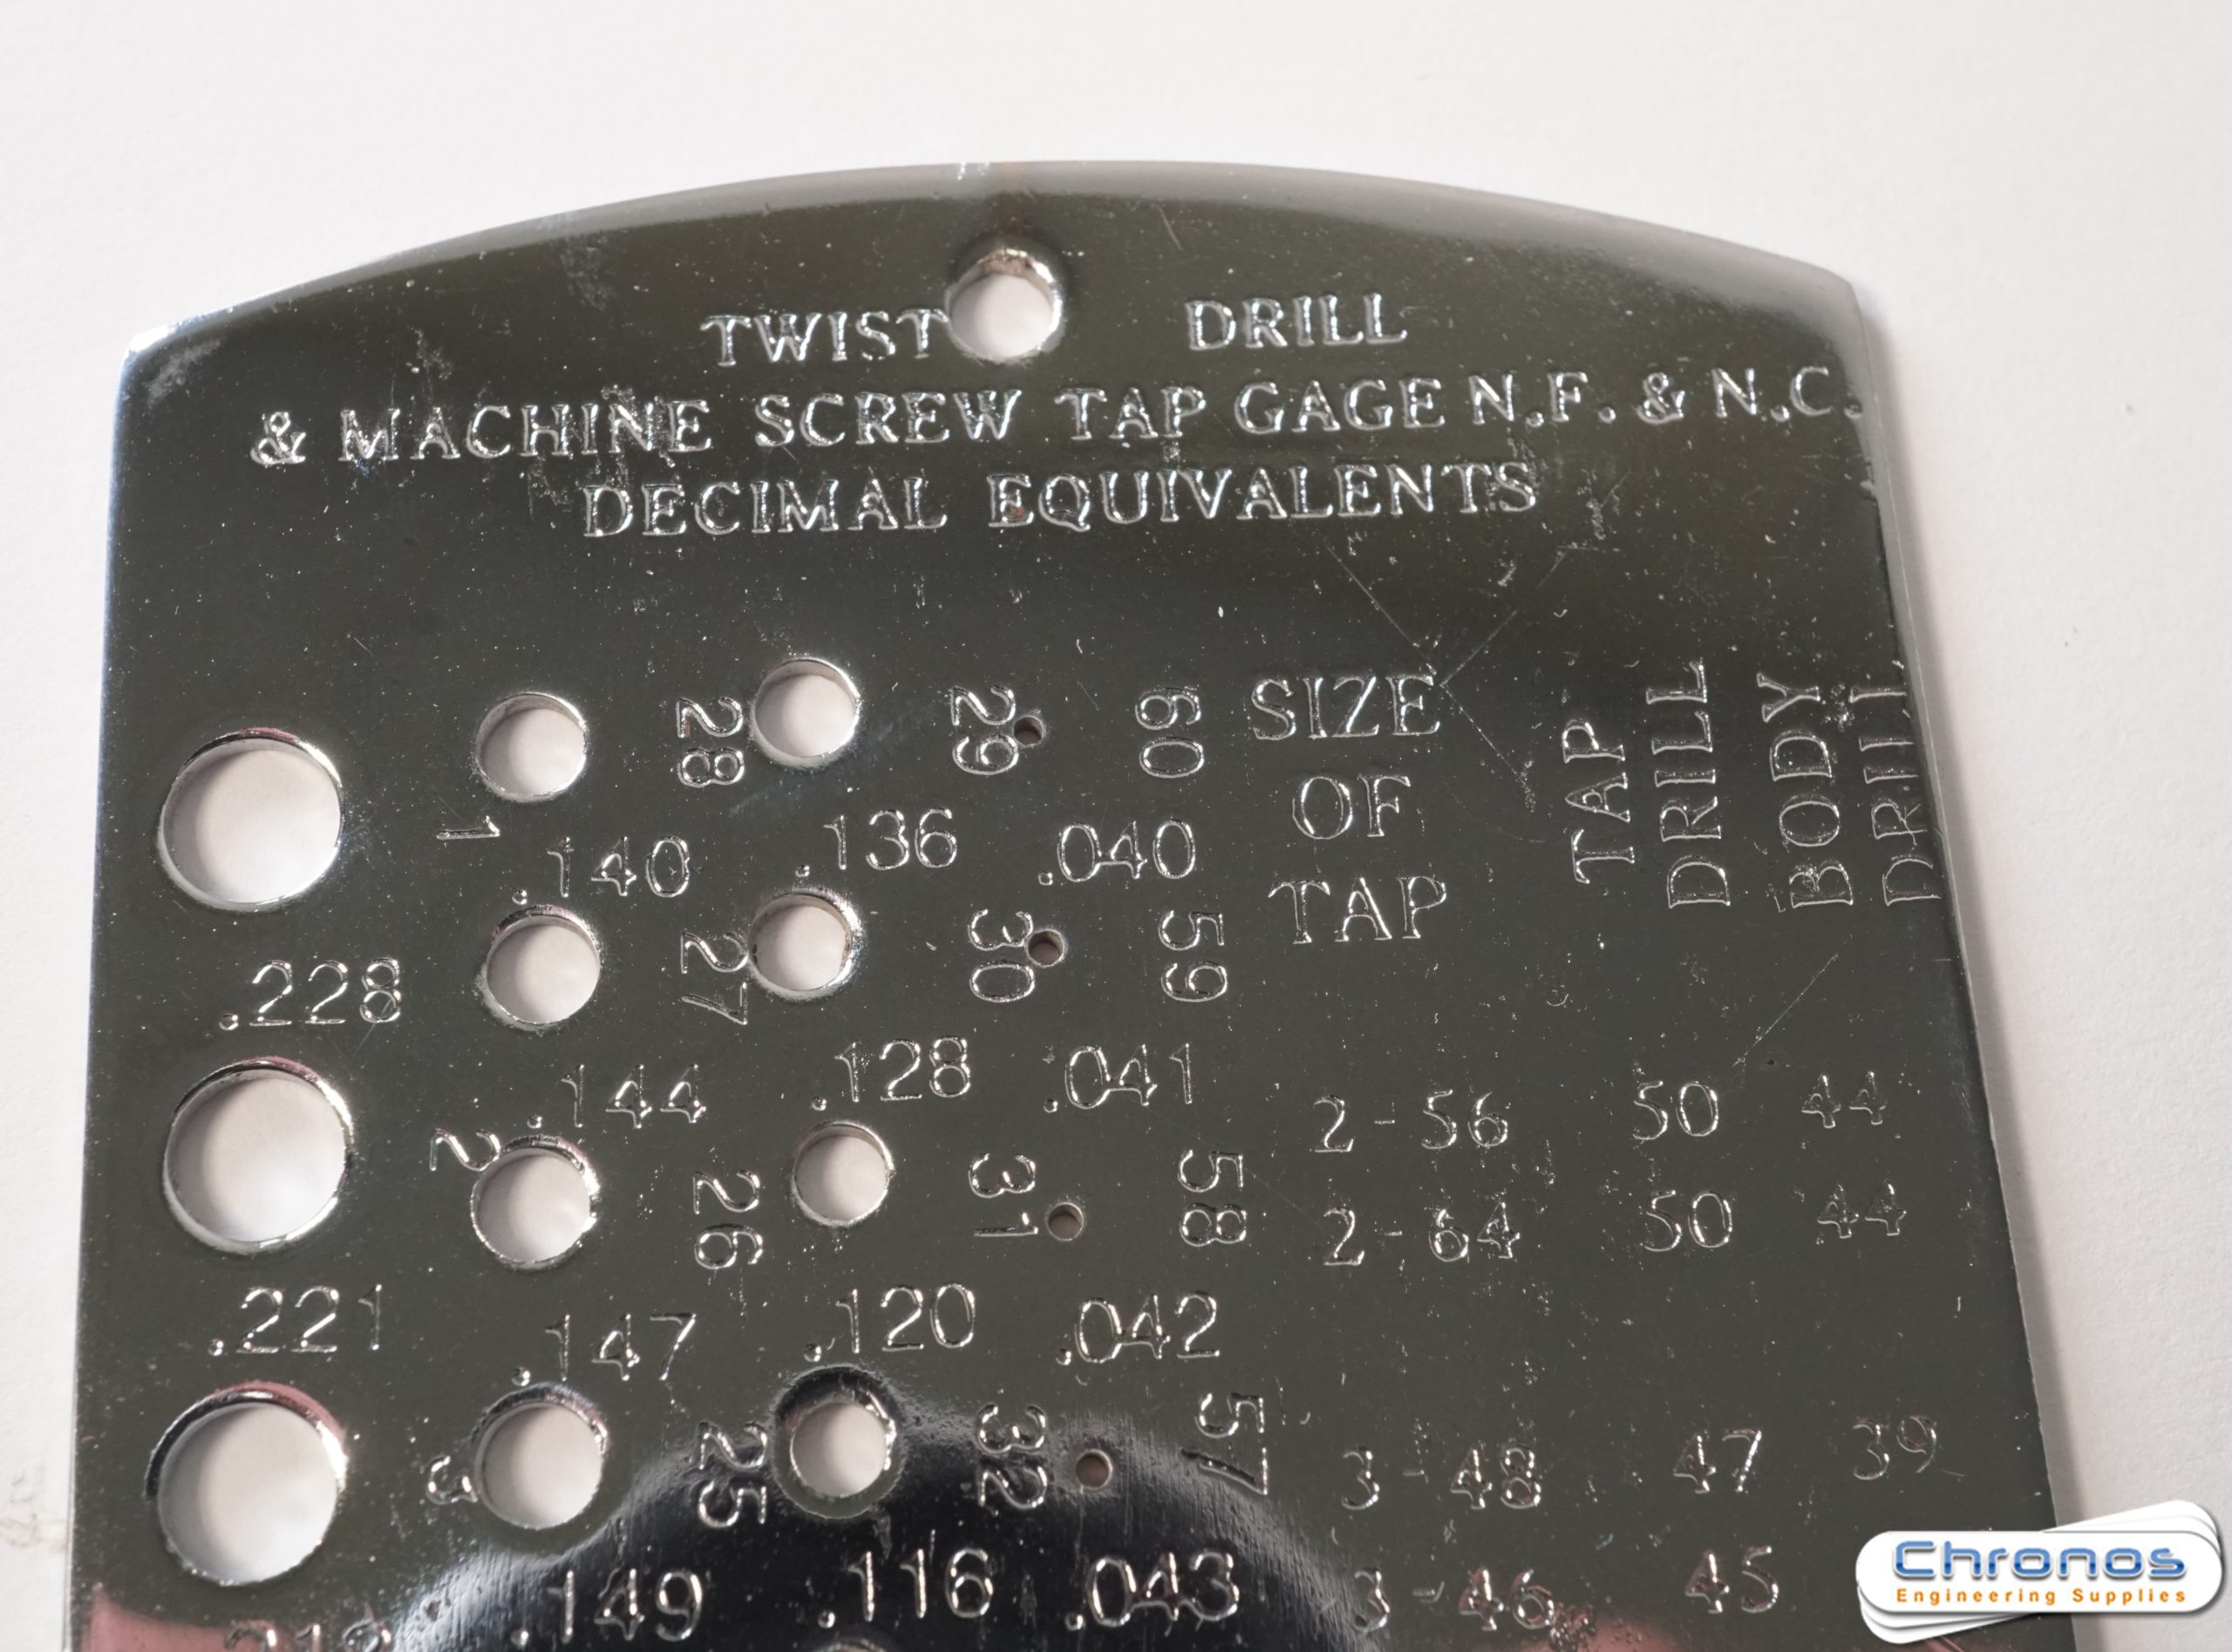 TWIST DRILL
& MACHINE SCREW TAP GAGE N.F. & N.C.
DECIMAL EQUIVALENTS
28 29 60 SIZE TAP BODY
1 OF DRILL DRILL
.140 .136 .040 TAP
.228 27 30 59
.144 .128 .041 2-56 50 44
2 26 31 58 2-64 50 44
.221 .147 .120 .042
3 25 32 57 3-48 47 39
.149 .116 .043 3-46 45
Chronos
Engineering Supplies